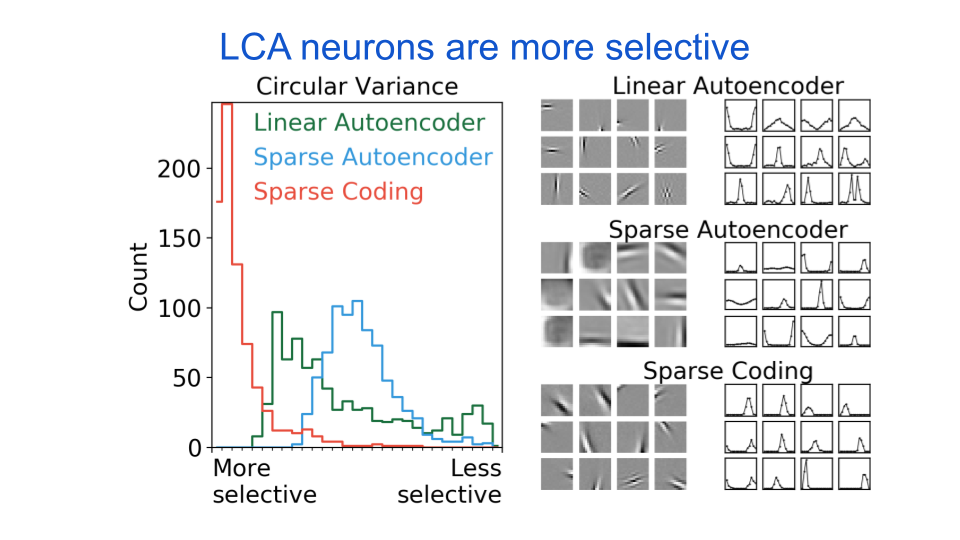 LCA neurons are more selective
Circular Variance
Linear Autoencoder
Sparse Autoencoder
Sparse Coding
Count
200
150
100
50
0
More
selective
Less
selective
Linear Autoencoder
Sparse Autoencoder
Sparse Coding